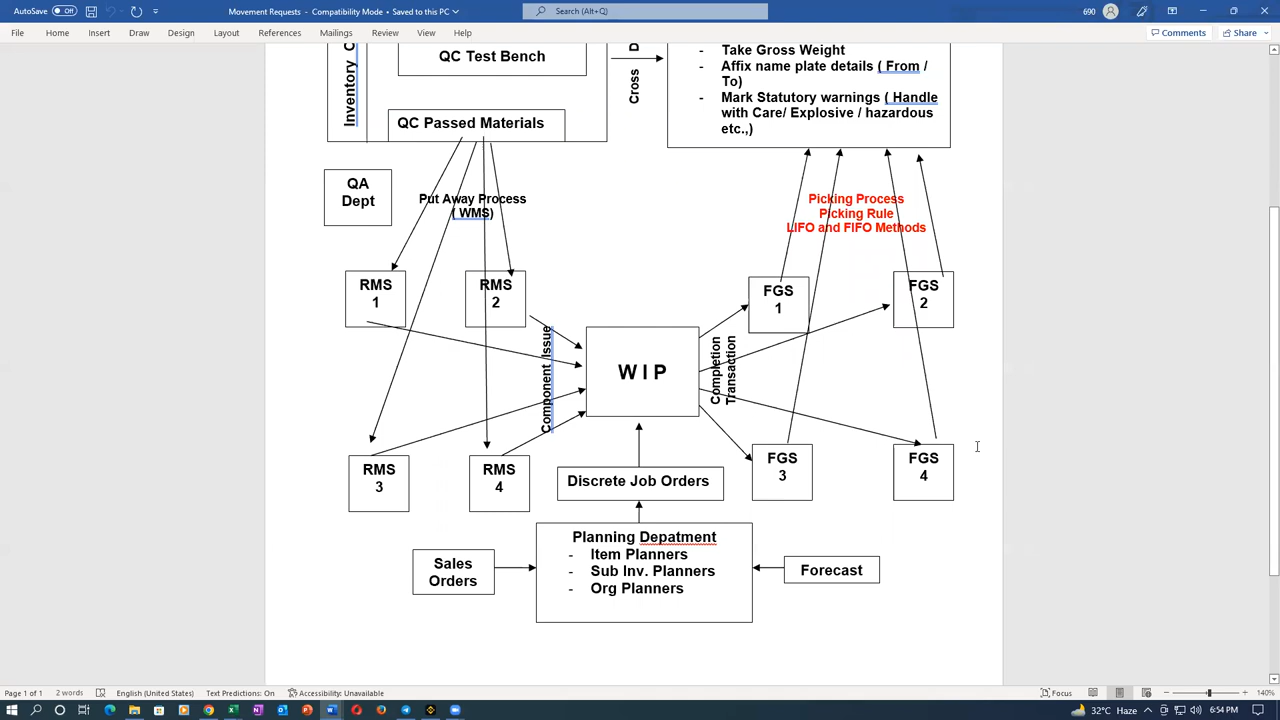 AutoSave Off
Movement Requests - Compatibility Mode • Saved to this PC
Search (Alt+Q)
690
File Home Insert Draw Design Layout References Mailings Review View Help
Comments Share
Inventory C
QC Test Bench
QC Passed Materials
Cross D
- Take Gross Weight
- Affix name plate details ( From /
To)
- Mark Statutory warnings ( Handle
with Care/ Explosive / hazardous
etc.,)
QA
Dept
Put Away Process
( WMS)
Picking Process
Picking Rule
LIFO and FIFO Methods
RMS
1
RMS
2
FGS
1
FGS
2
Component Issue
W I P
Completion
Transaction
RMS
3
RMS
4
FGS
3
FGS
4
Discrete Job Orders
Planning Depatment
- Item Planners
- Sub Inv. Planners
- Org Planners
Sales
Orders
Forecast
Page 1 of 1 2 words English (United States) Text Predictions: On Accessibility: Unavailable
Focus 140%
32°C Haze 6:54 PM